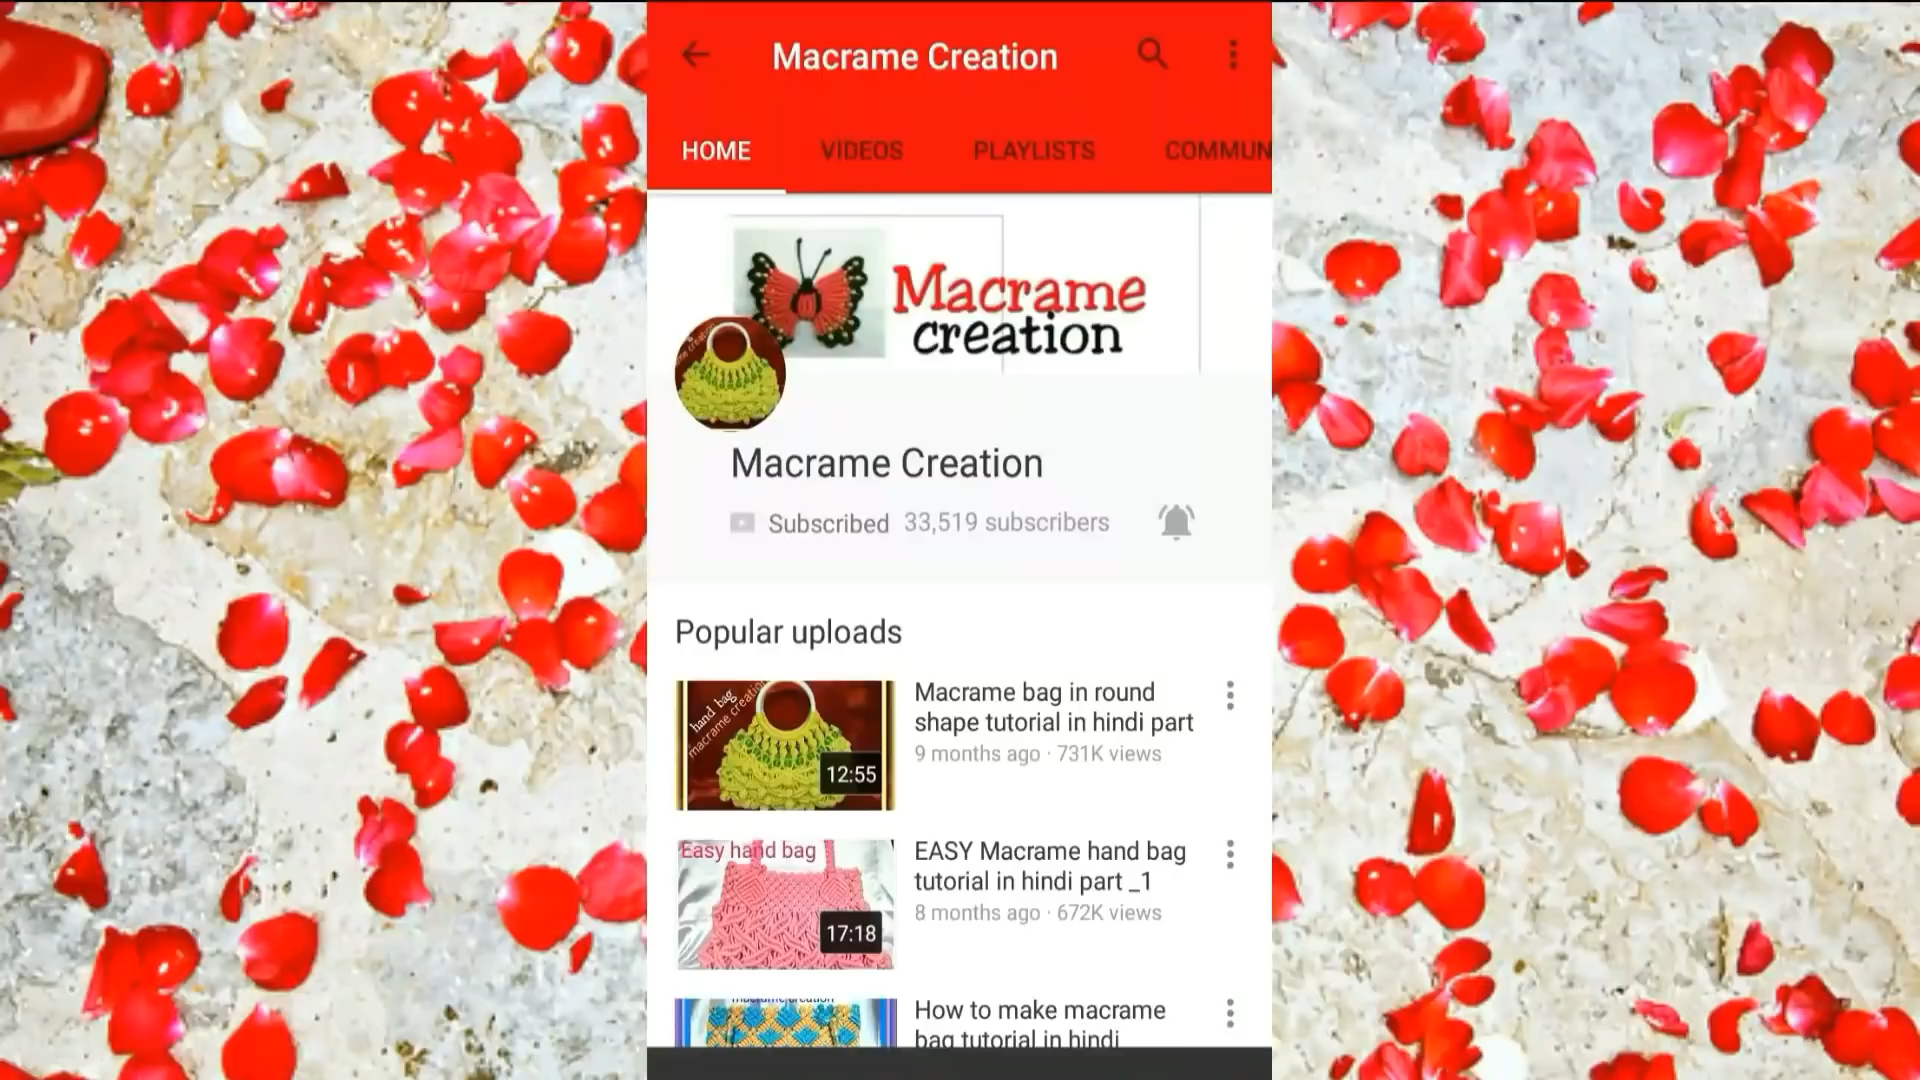 Macrame Creation
HOME VIDEOS PLAYLISTS COMMUN
Macrame
creation
Macrame Creation
Subscribed 33,519 subscribers
Popular uploads
hand bag
macrame creation
12:55
Macrame bag in round
shape tutorial in hindi part
9 months ago · 731K views
Easy hand bag
17:18
EASY Macrame hand bag
tutorial in hindi part _1
8 months ago · 672K views
macrame creation
How to make macrame
bag tutorial in hindi